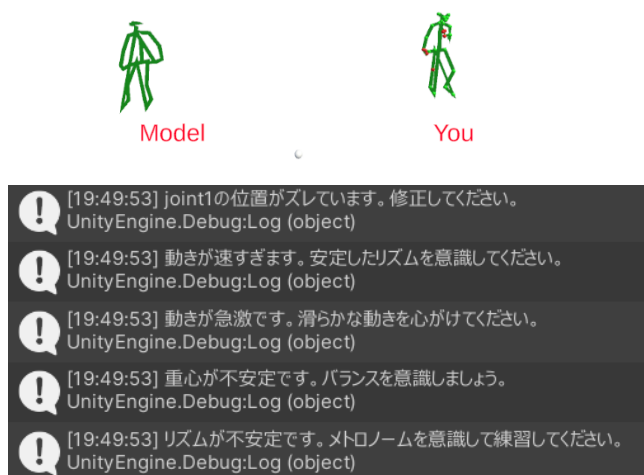 Model
You
[19:49:53] joint1の位置がズレています。修正してください。
UnityEngine.Debug:Log (object)
[19:49:53] 動きが速すぎます。安定したリズムを意識してください。
UnityEngine.Debug:Log (object)
[19:49:53] 動きが急激です。滑らかな動きを心がけてください。
UnityEngine.Debug:Log (object)
[19:49:53] 重心が不安定です。バランスを意識しましょう。
UnityEngine.Debug:Log (object)
[19:49:53] リズムが不安定です。メトロノームを意識して練習してください。
UnityEngine.Debug:Log (object)